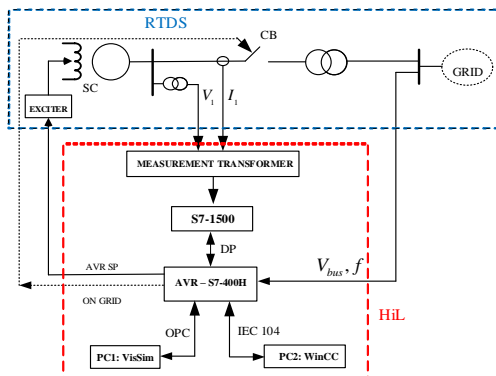 RTDS
CB
SC
GRID
EXCITER
V1
I1
MEASUREMENT TRANSFORMER
S7-1500
DP
Vbus, f
AVR SP
AVR – S7-400H
HiL
ON GRID
OPC
IEC 104
PC1: VisSim
PC2: WinCC